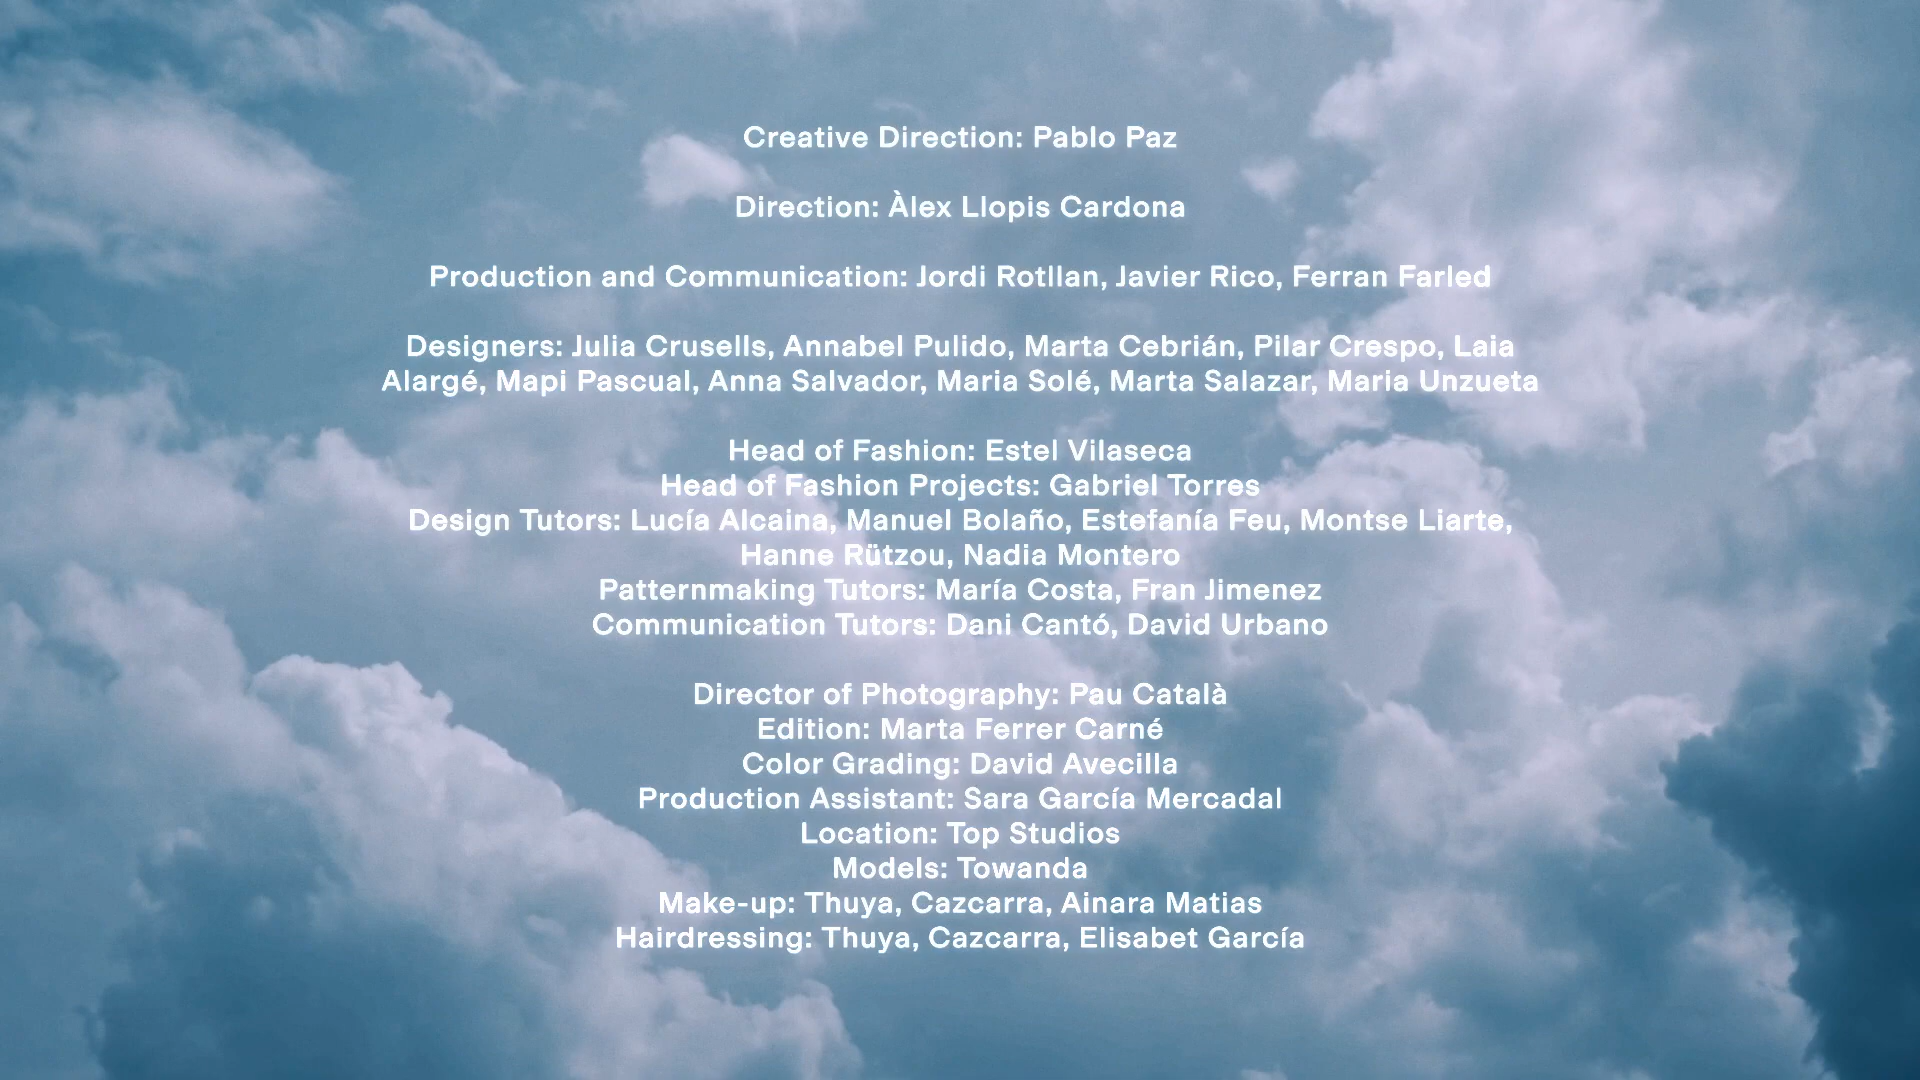 Creative Direction: Pablo Paz
Direction: Àlex Llopis Cardona
Production and Communication: Jordi Rotllan, Javier Rico, Ferran Farled
Designers: Julia Crusells, Annabel Pulido, Marta Cebrián, Pilar Crespo, Laia
Alargé, Mapi Pascual, Anna Salvador, Maria Solé, Marta Salazar, Maria Unzueta
Head of Fashion: Estel Vilaseca
Head of Fashion Projects: Gabriel Torres
Design Tutors: Lucía Alcaina, Manuel Bolaño, Estefanía Feu, Montse Liarte,
Hanne Rützou, Nadia Montero
Patternmaking Tutors: María Costa, Fran Jimenez
Communication Tutors: Dani Cantó, David Urbano
Director of Photography: Pau Català
Edition: Marta Ferrer Carné
Color Grading: David Avecilla
Production Assistant: Sara García Mercadal
Location: Top Studios
Models: Towanda
Make-up: Thuya, Cazcarra, Ainara Matias
Hairdressing: Thuya, Cazcarra, Elisabet García